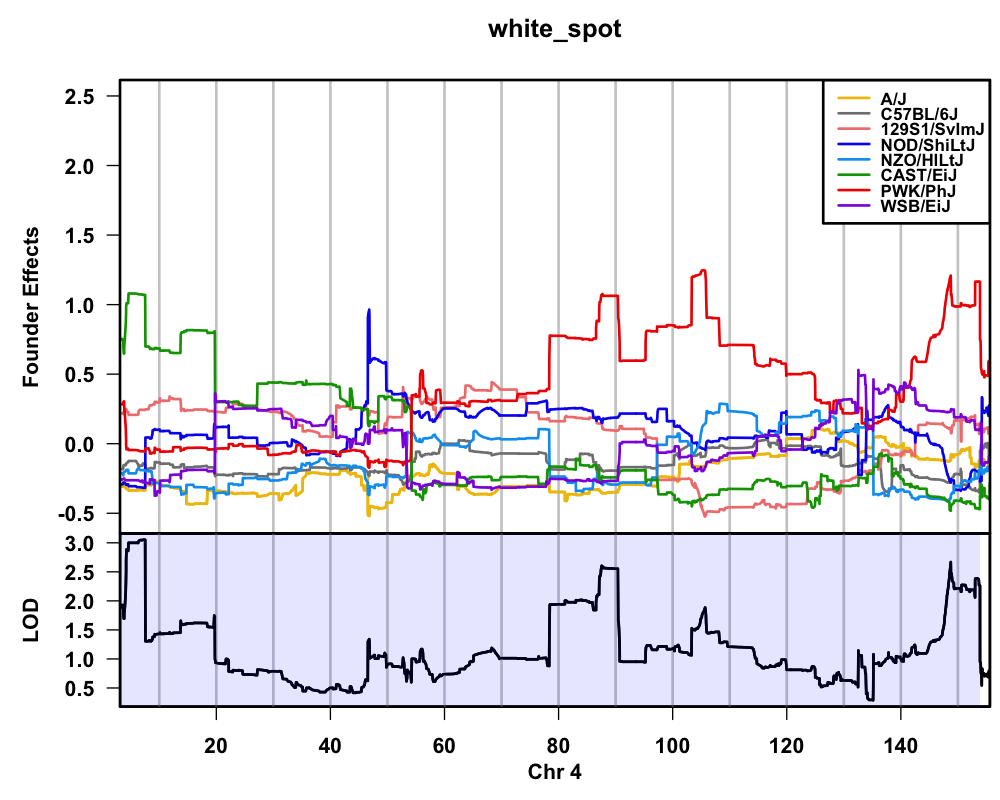 white_spot
2.5
2.0
1.5
1.0
0.5
0.0
-0.5
Founder Effects
A/J
C57BL/6J
129S1/SvImJ
NOD/ShiLtJ
NZO/HlLtJ
CAST/EiJ
PWK/PhJ
WSB/EiJ
3.0
2.5
2.0
1.5
1.0
0.5
LOD
20 40 60 80 100 120 140
Chr 4